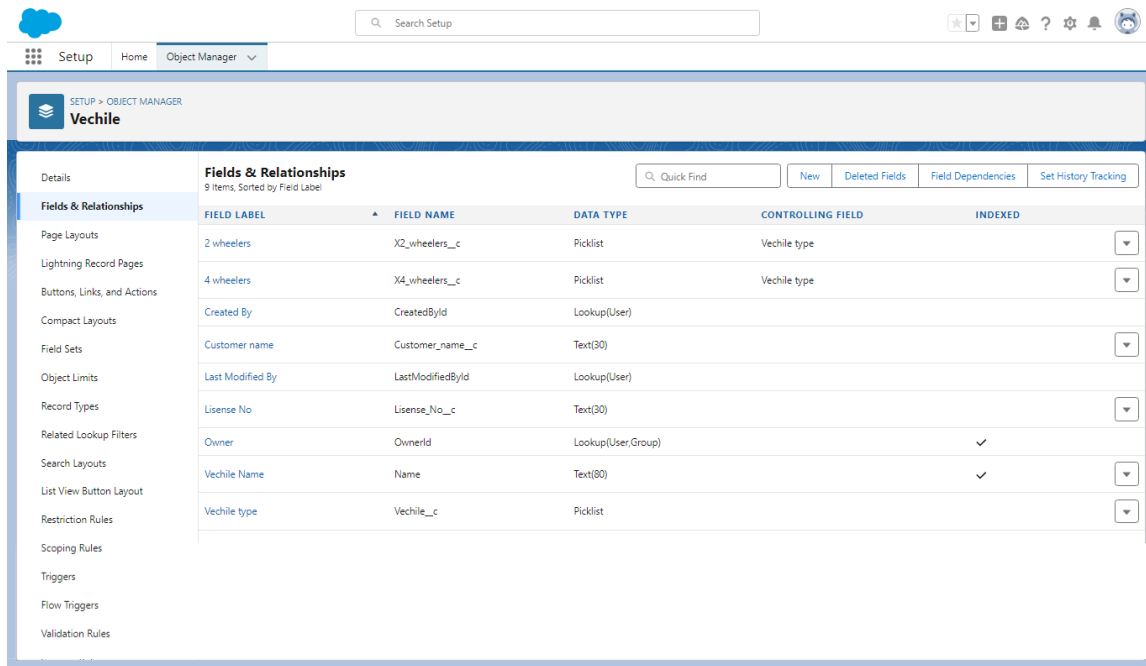 Search Setup
Setup Home Object Manager
SETUP > OBJECT MANAGER
Vechile
Details
Fields & Relationships
Page Layouts
Lightning Record Pages
Buttons, Links, and Actions
Compact Layouts
Field Sets
Object Limits
Record Types
Related Lookup Filters
Search Layouts
List View Button Layout
Restriction Rules
Scoping Rules
Triggers
Flow Triggers
Validation Rules
Fields & Relationships
9 Items, Sorted by Field Label
Quick Find New Deleted Fields Field Dependencies Set History Tracking
FIELD LABEL FIELD NAME DATA TYPE CONTROLLING FIELD INDEXED
2 wheelers X2_wheelers__c Picklist Vechile type
4 wheelers X4_wheelers__c Picklist Vechile type
Created By CreatedById Lookup(User)
Customer name Customer_name__c Text(30)
Last Modified By LastModifiedById Lookup(User)
Lisense No Lisense_No__c Text(30)
Owner OwnerId Lookup(User,Group)
Vechile Name Name Text(80)
Vechile type Vechile__c Picklist